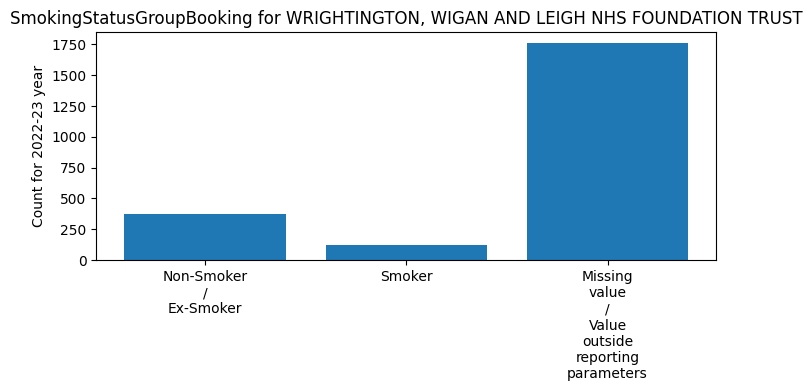 SmokingStatusGroupBooking for WRIGHTINGTON, WIGAN AND LEIGH NHS FOUNDATION TRUST
Count for 2022-23 year
1750
1500
1250
1000
750
500
250
0
Non-Smoker
/
Ex-Smoker
Smoker
Missing
value
/
Value
outside
reporting
parameters